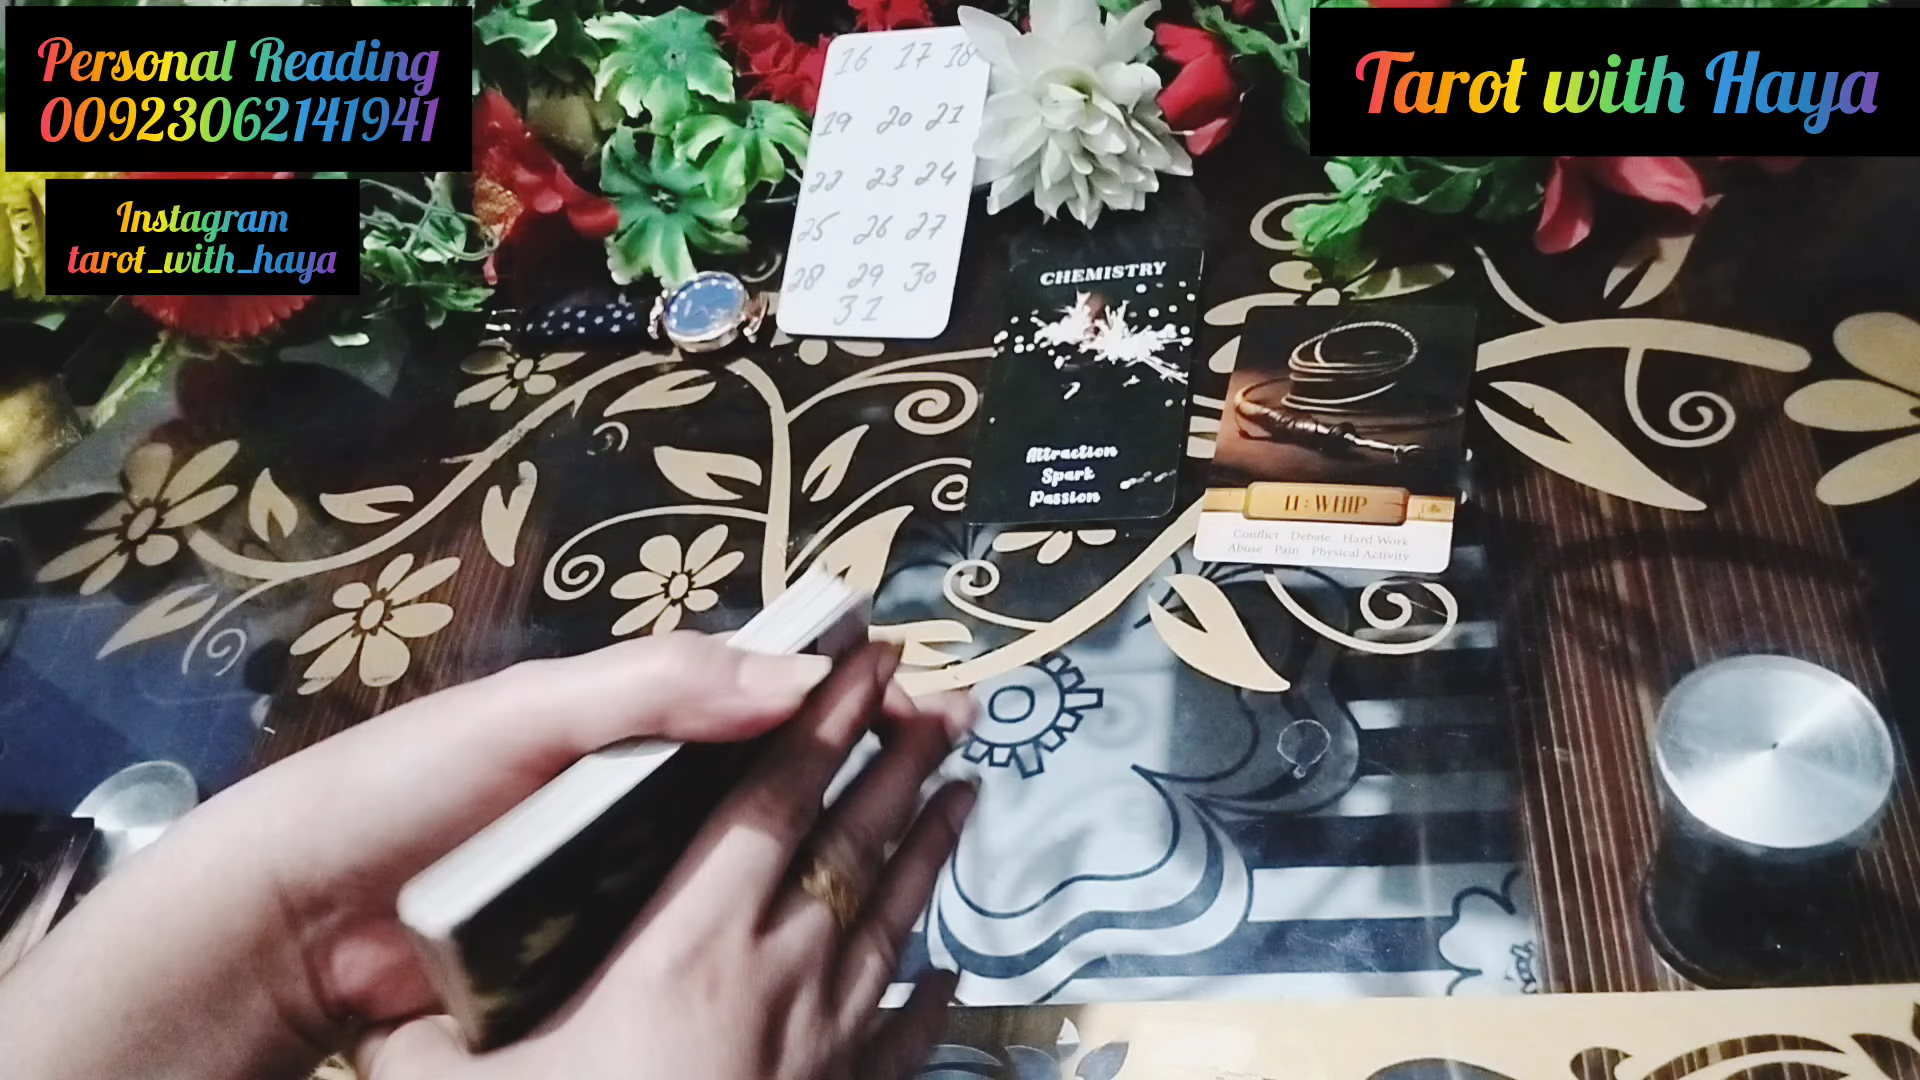 Personal Reading
00923062141941
Instagram
tarot_with_haya
Tarot with Haya
16 17 18
19 20 21
22 23 24
25 26 27
28 29 30
31
CHEMISTRY
Attraction
Spark
Passion
11: WHIP
Conflict Debate Hard Work
Abuse Pain Physical Activity